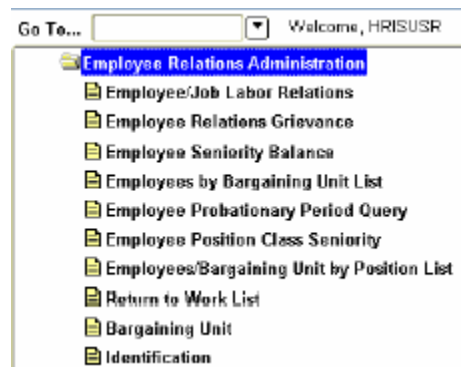 Go To... Welcome, HRISUSR
Employee Relations Administration
Employee/Job Labor Relations
Employee Relations Grievance
Employee Seniority Balance
Employees by Bargaining Unit List
Employee Probationary Period Query
Employee Position Class Seniority
Employees/Bargaining Unit by Position List
Return to Work List
Bargaining Unit
Identification